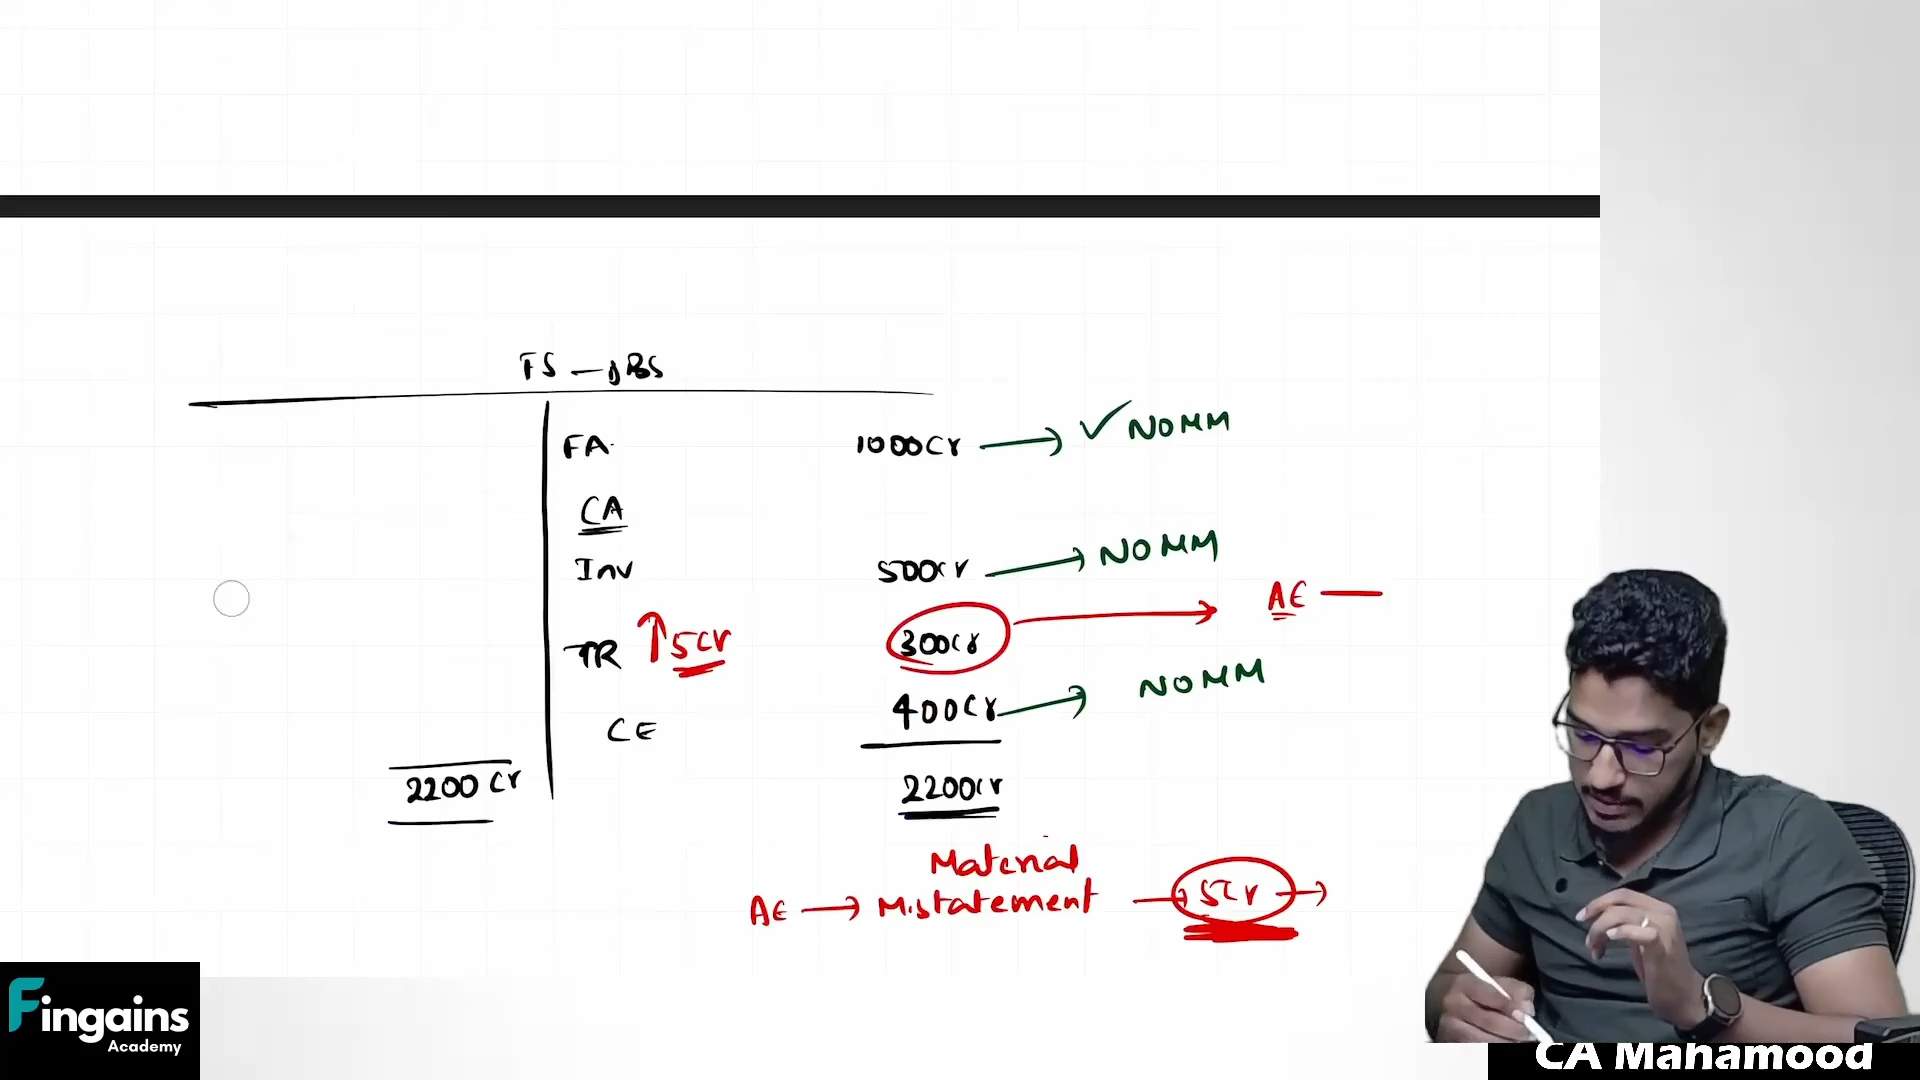 FS → BS
FA 1000Cr → ✓ NOMM
CA
Inv 500Cr → NOMM
TR ↑5Cr 300Cr → AE —
400Cr → NOMM
CE
2200 Cr 2200Cr
Material
AE → Misstatement → 5Cr →
Fingains
Academy
CA Mahamood